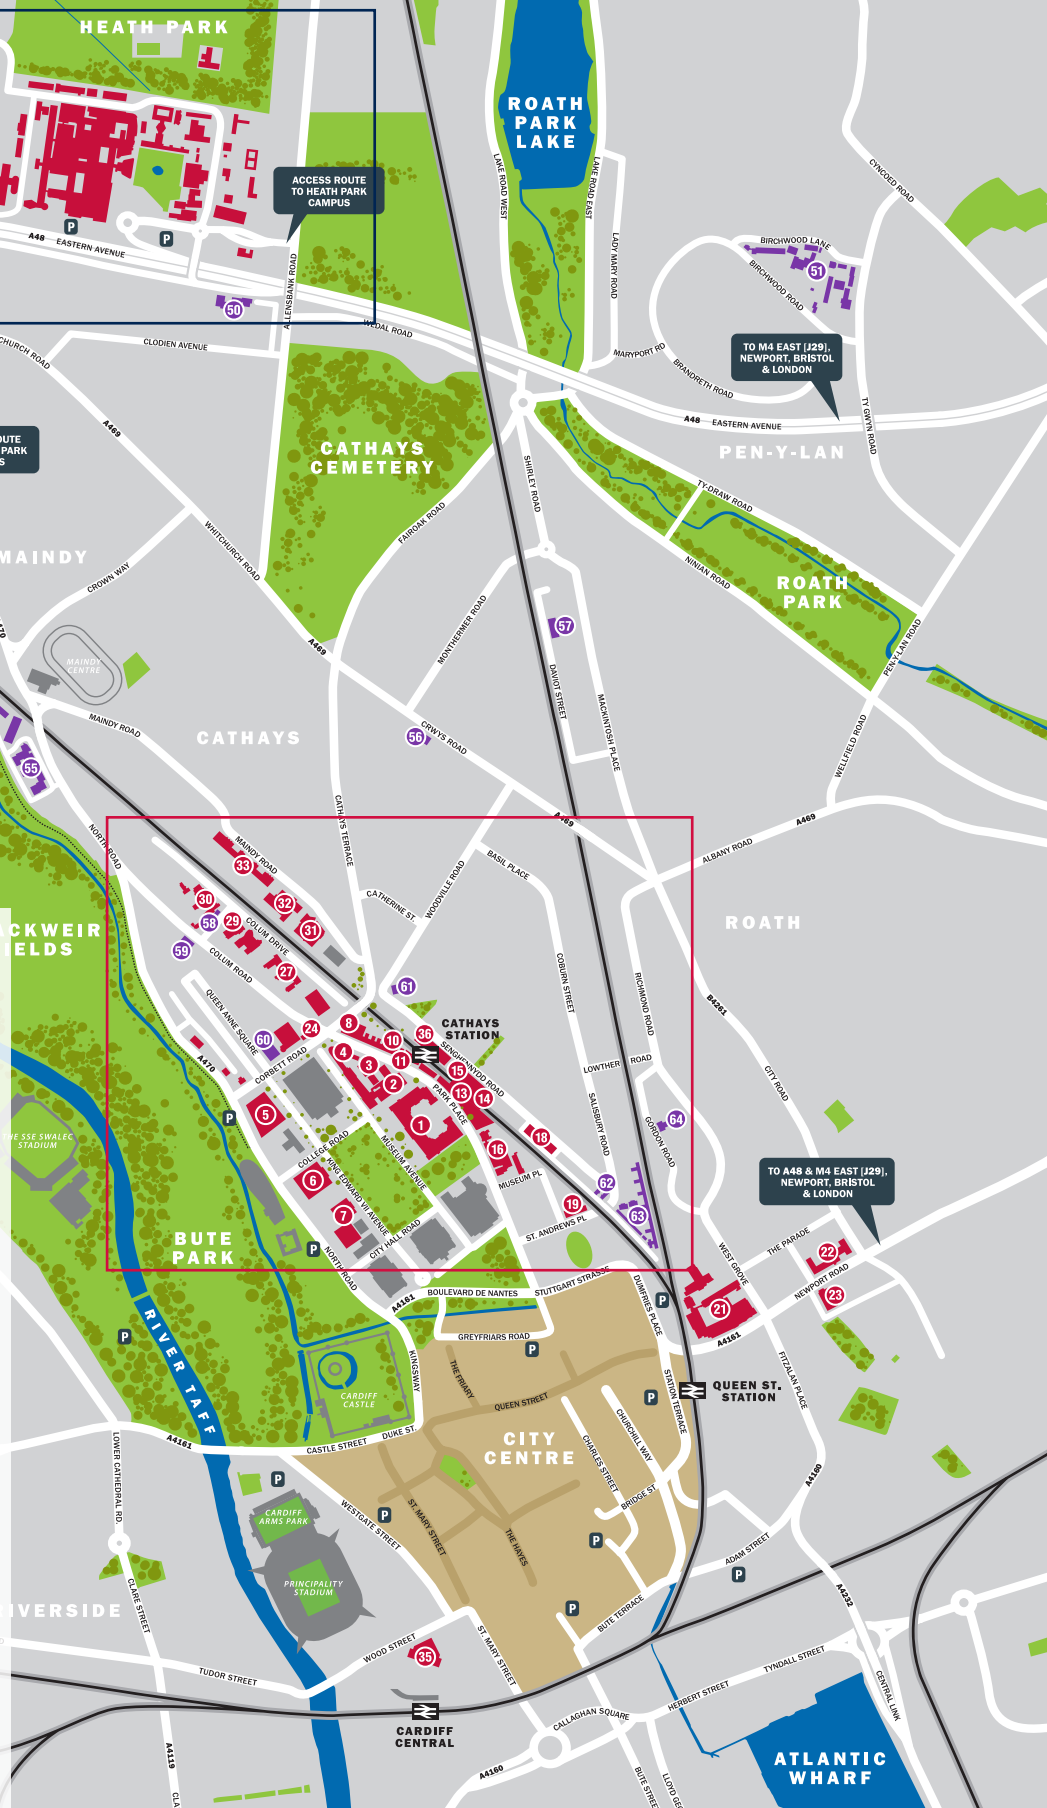 HEATH PARK
ROATH
PARK
LAKE
ACCESS ROUTE
TO HEATH PARK
CAMPUS
P
P
A48
EASTERN AVENUE
50
ALLENSBANK ROAD
WEDAL ROAD
CLODIEN AVENUE
CHURCH ROAD
LAKE ROAD WEST
LAKE ROAD EAST
LADY MARY ROAD
CYNCOED ROAD
BIRCHWOOD LANE
BIRCHWOOD ROAD
51
MARYPORT RD
BRANDRETH ROAD
TO M4 EAST [J29],
NEWPORT, BRISTOL
& LONDON
A48
EASTERN AVENUE
TY GWYN ROAD
PEN-Y-LAN
A469
CATHAYS
CEMETERY
SHIRLEY ROAD
FAIROAK ROAD
TY-DRAW ROAD
NINIAN ROAD
ROATH
PARK
PEN-Y-LAN ROAD
WELLFIELD ROAD
MAINDY
CROWN WAY
WHITCHURCH ROAD
A469
MONTHERMER ROAD
57
DAVIOT STREET
MACKINTOSH PLACE
MAINDY
CENTRE
MAINDY ROAD
CATHAYS
56
CRWYS ROAD
55
NORTH ROAD
CATHAYS TERRACE
A469
A469
ALBANY ROAD
ROATH
MAINDY ROAD
33
32
31
30
58
29
59
27
COLUM DRIVE
COLUM ROAD
CATHERINE ST.
WOODVILLE ROAD
BASIL PLACE
COBURN STREET
RICHMOND ROAD
B4261
CITY ROAD
61
QUEEN ANNE SQUARE
60
24
8
10
36
CATHAYS
STATION
SENGHENNYDD ROAD
A470
CORBETT ROAD
4
3
11
2
15
13
14
PARK PLACE
1
16
18
5
COLLEGE ROAD
MUSEUM AVENUE
KING EDWARD VII AVENUE
6
7
CITY HALL ROAD
NORTH ROAD
MUSEUM PL
19
ST. ANDREWS PL
62
63
64
LOWTHER ROAD
SALISBURY ROAD
GORDON ROAD
P
P
THE SSE SWALEC
STADIUM
BUTE
PARK
TO A48 & M4 EAST [J29],
NEWPORT, BRISTOL
& LONDON
WEST GROVE
THE PARADE
22
NEWPORT ROAD
23
21
A4161
P
STUTTGART STRASSE
BOULEVARD DE NANTES
A4161
GREYFRIARS ROAD
DUMFRIES PLACE
P
P
RIVER TAFF
KINGSWAY
THE FRIARY
QUEEN STREET
STATION TERRACE
P
QUEEN ST.
STATION
FITZALAN PLACE
CARDIFF
CASTLE
CASTLE STREET
DUKE ST.
CITY
CENTRE
CHARLES STREET
CHURCHILL WAY
BRIDGE ST
A4161
LOWER CATHEDRAL RD.
A4160
P
CARDIFF
ARMS PARK
WESTGATE STREET
P
ST. MARY STREET
THE HAYES
P
ADAM STREET
P
PRINCIPALITY
STADIUM
CLARE STREET
P
BUTE TERRACE
A4232
WOOD STREET
35
ST. MARY STREET
TUDOR STREET
TYNDALL STREET
HERBERT STREET
CENTRAL LINK
CALLAGHAN SQUARE
CARDIFF
CENTRAL
A4119
A4160
ATLANTIC
WHARF